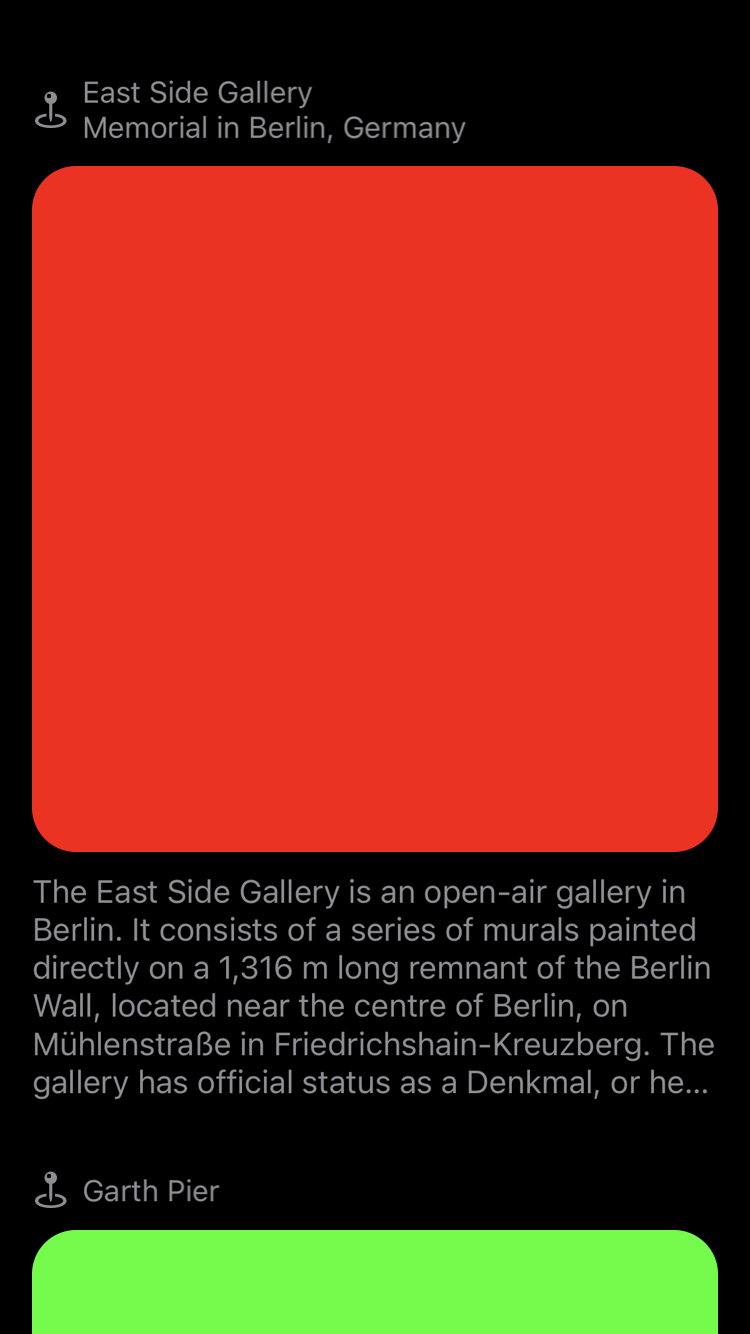 East Side Gallery
Memorial in Berlin, Germany
The East Side Gallery is an open-air gallery in
Berlin. It consists of a series of murals painted
directly on a 1,316 m long remnant of the Berlin
Wall, located near the centre of Berlin, on
Mühlenstraße in Friedrichshain-Kreuzberg. The
gallery has official status as a Denkmal, or he...
Garth Pier